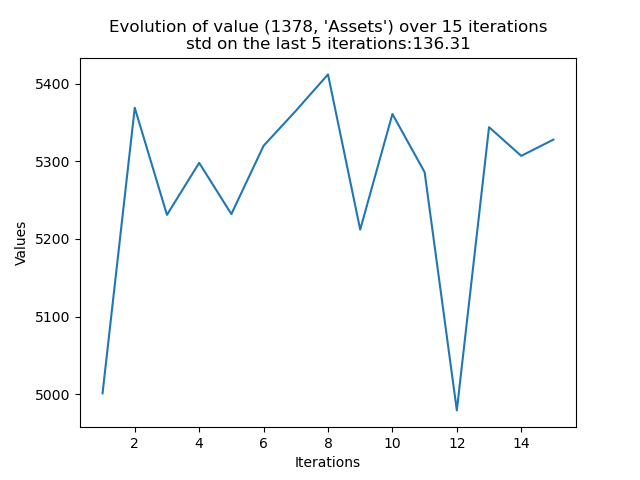 Evolution of value (1378, 'Assets') over 15 iterations
std on the last 5 iterations:136.31
5400
5300
5200
5100
5000
Values
2 4 6 8 10 12 14
Iterations